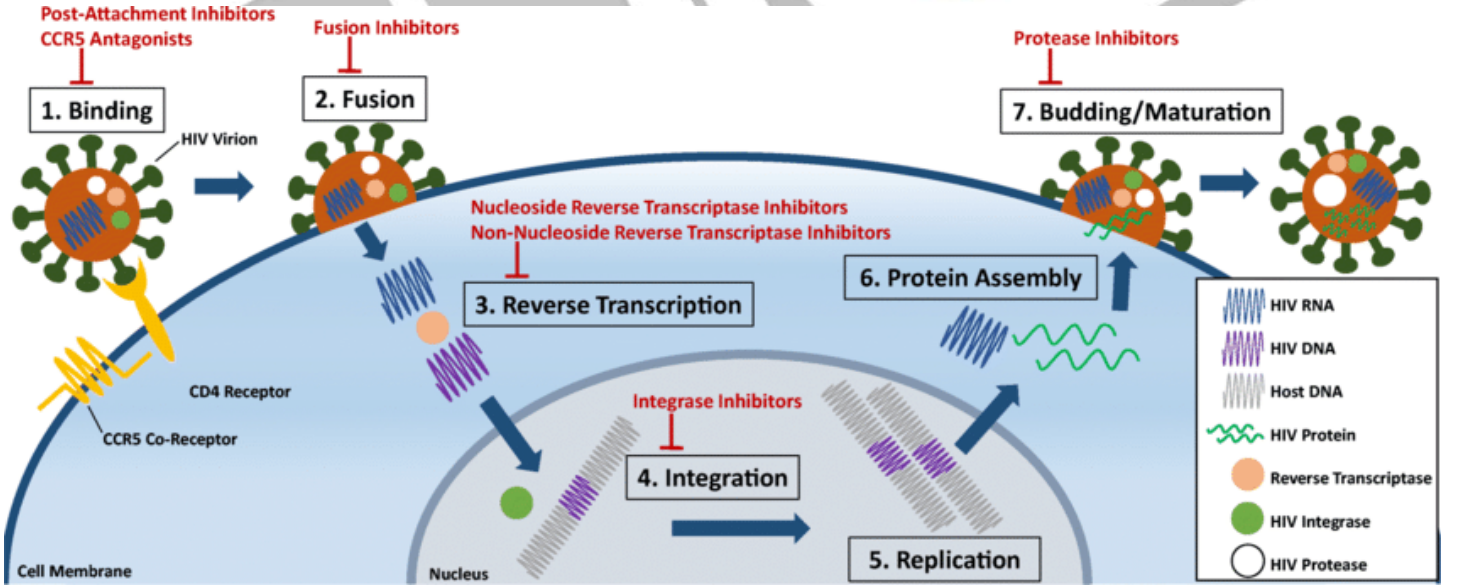 Post-Attachment Inhibitors
CCR5 Antagonists
1. Binding
HIV Virion
Fusion Inhibitors
2. Fusion
Nucleoside Reverse Transcriptase Inhibitors
Non-Nucleoside Reverse Transcriptase Inhibitors
3. Reverse Transcription
Integrase Inhibitors
4. Integration
5. Replication
6. Protein Assembly
Protease Inhibitors
7. Budding/Maturation
CD4 Receptor
CCR5 Co-Receptor
Cell Membrane
Nucleus
HIV RNA
HIV DNA
Host DNA
HIV Protein
Reverse Transcriptase
HIV Integrase
HIV Protease